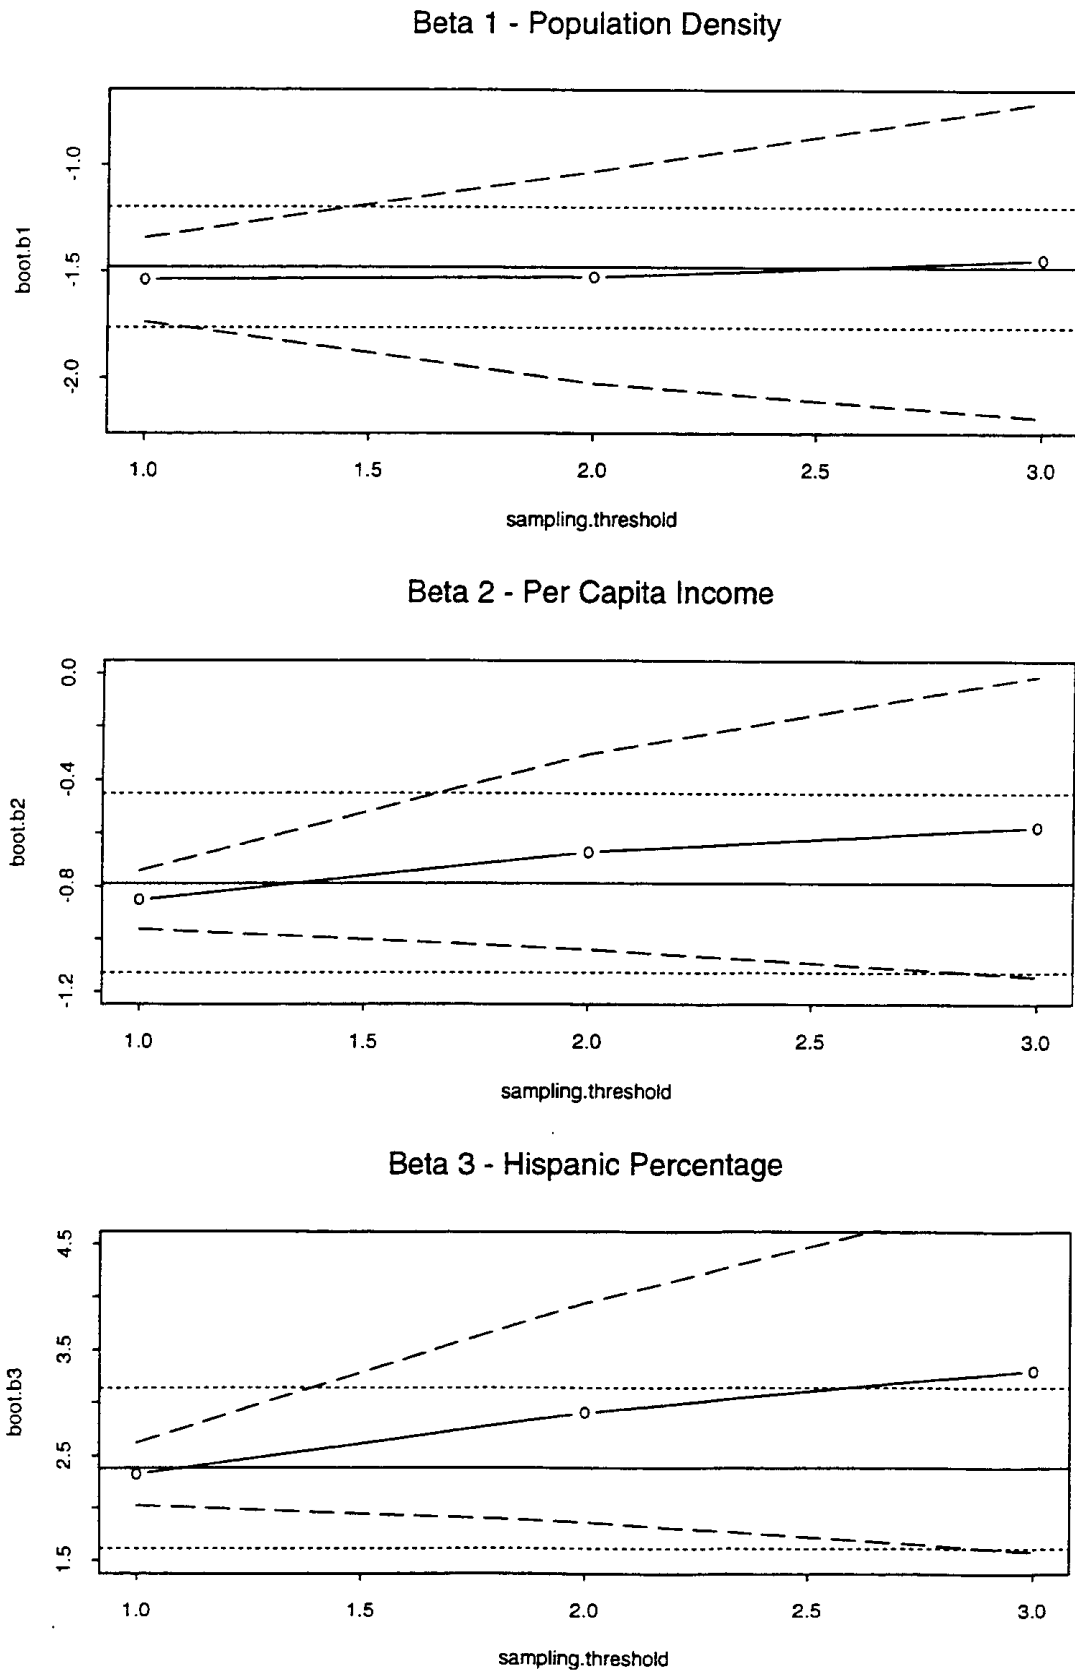 Beta 1 - Population Density
boot.b1
-1.0
-1.5
-2.0
1.0 1.5 2.0 2.5 3.0
sampling.threshold
Beta 2 - Per Capita Income
boot.b2
0.0
-0.4
-0.8
-1.2
1.0 1.5 2.0 2.5 3.0
sampling.threshold
Beta 3 - Hispanic Percentage
boot.b3
4.5
3.5
2.5
1.5
1.0 1.5 2.0 2.5 3.0
sampling.threshold